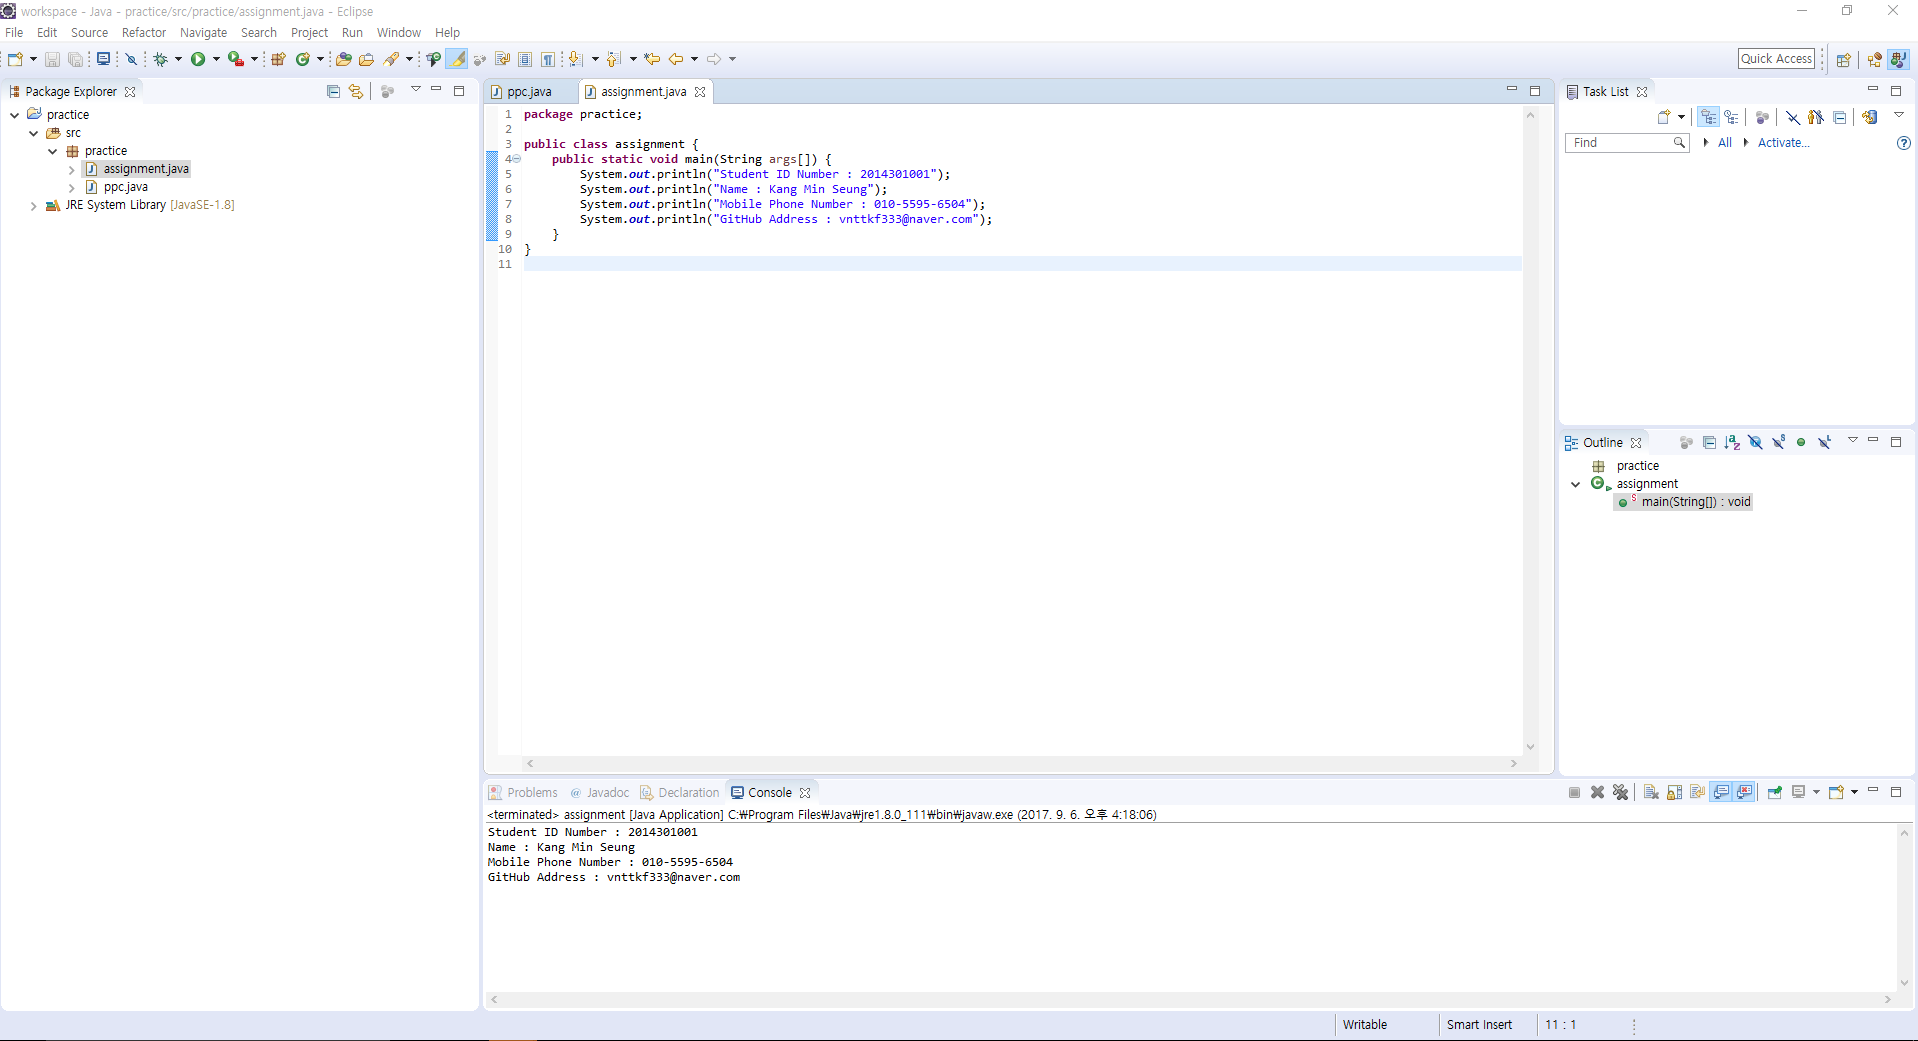 workspace - Java - practice/src/practice/assignment.java - Eclipse
File Edit Source Refactor Navigate Search Project Run Window Help
Quick Access
Package Explorer
practice
src
practice
assignment.java
ppc.java
JRE System Library [JavaSE-1.8]
ppc.java
assignment.java
1 package practice;
2
3 public class assignment {
4 public static void main(String args[]) {
5 System.out.println("Student ID Number : 2014301001");
6 System.out.println("Name : Kang Min Seung");
7 System.out.println("Mobile Phone Number : 010-5595-6504");
8 System.out.println("GitHub Address : vnttkf333@naver.com");
9 }
10 }
11
Task List
Find
All
Activate...
Outline
practice
assignment
main(String[]) : void
Problems @ Javadoc Declaration Console
<terminated> assignment [Java Application] C:₩Program Files₩Java₩jre1.8.0_111₩bin₩javaw.exe (2017. 9. 6. 오후 4:18:06)
Student ID Number : 2014301001
Name : Kang Min Seung
Mobile Phone Number : 010-5595-6504
GitHub Address : vnttkf333@naver.com
Writable
Smart Insert
11 : 1